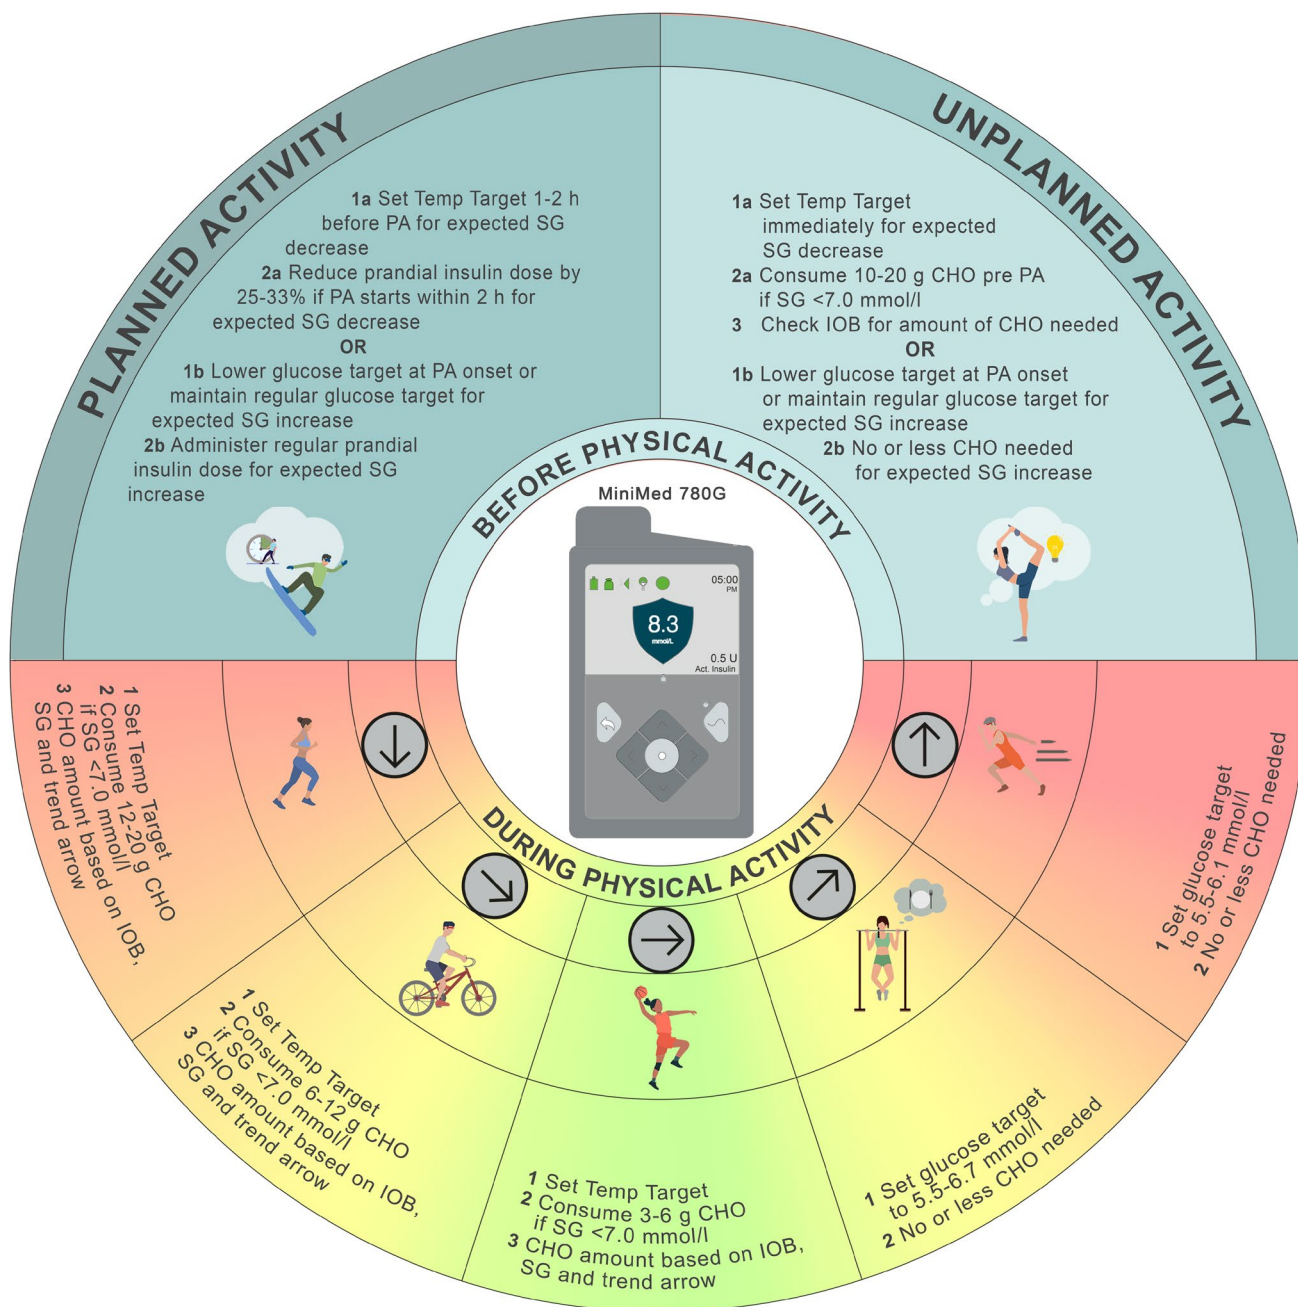 PLANNED ACTIVITY
1a Set Temp Target 1-2 h
before PA for expected SG
decrease
2a Reduce prandial insulin dose by
25-33% if PA starts within 2 h for
expected SG decrease
OR
1b Lower glucose target at PA onset or
maintain regular glucose target for
expected SG increase
2b Administer regular prandial
insulin dose for expected SG
increase
UNPLANNED ACTIVITY
1a Set Temp Target
immediately for expected
SG decrease
2a Consume 10-20 g CHO pre PA
if SG <7.0 mmol/l
3 Check IOB for amount of CHO needed
OR
1b Lower glucose target at PA onset
or maintain regular glucose target for
expected SG increase
2b No or less CHO needed
for expected SG increase
BEFORE PHYSICAL ACTIVITY
MiniMed 780G
05:00
PM
8.3
mmol/L
0.5 U
Act. Insulin
DURING PHYSICAL ACTIVITY
1 Set Temp Target
2 Consume 12-20 g CHO
if SG <7.0 mmol/l
3 CHO amount based on IOB,
SG and trend arrow
1 Set Temp Target
2 Consume 6-12 g CHO
if SG <7.0 mmol/l
3 CHO amount based on IOB,
SG and trend arrow
1 Set Temp Target
2 Consume 3-6 g CHO
if SG <7.0 mmol/l
3 CHO amount based on IOB,
SG and trend arrow
1 Set glucose target
to 5.5-6.7 mmol/l
2 No or less CHO needed
1 Set glucose target
to 5.5-6.1 mmol/l
2 No or less CHO needed